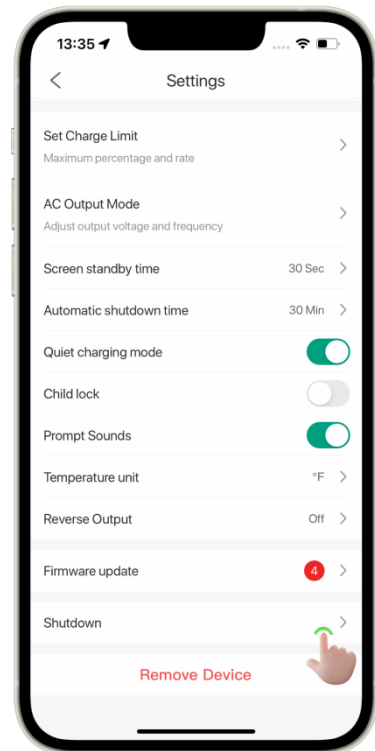 13:35
Settings
Set Charge Limit
Maximum percentage and rate
AC Output Mode
Adjust output voltage and frequency
Screen standby time 30 Sec
Automatic shutdown time 30 Min
Quiet charging mode
Child lock
Prompt Sounds
Temperature unit °F
Reverse Output Off
Firmware update 4
Shutdown
Remove Device